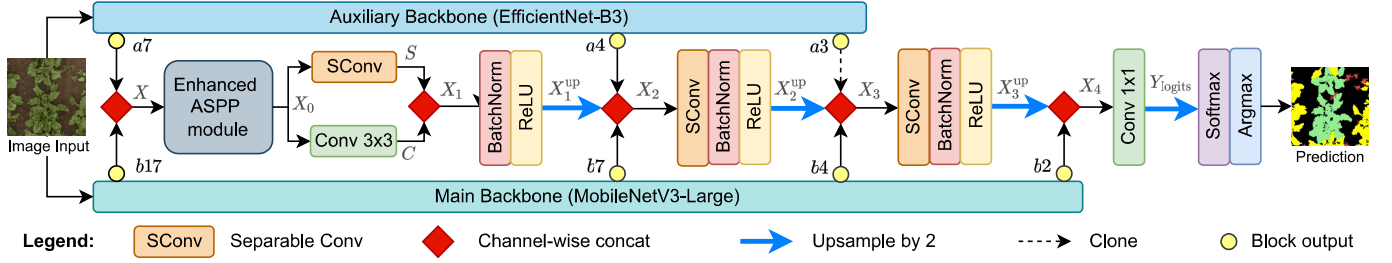 Auxiliary Backbone (EfficientNet-B3)
a7
a4
a3
Image Input
X
Enhanced
ASPP
module
X₀
SConv
S
Conv 3x3
C
X₁
BatchNorm
ReLU
X₁ᵘᵖ
X₂
SConv
BatchNorm
ReLU
X₂ᵘᵖ
X₃
SConv
BatchNorm
ReLU
X₃ᵘᵖ
X₄
Conv 1x1
Y_logits
Softmax
Argmax
Prediction
b17
b7
b4
b2
Main Backbone (MobileNetV3-Large)
Legend:
SConv
Separable Conv
Channel-wise concat
Upsample by 2
Clone
Block output